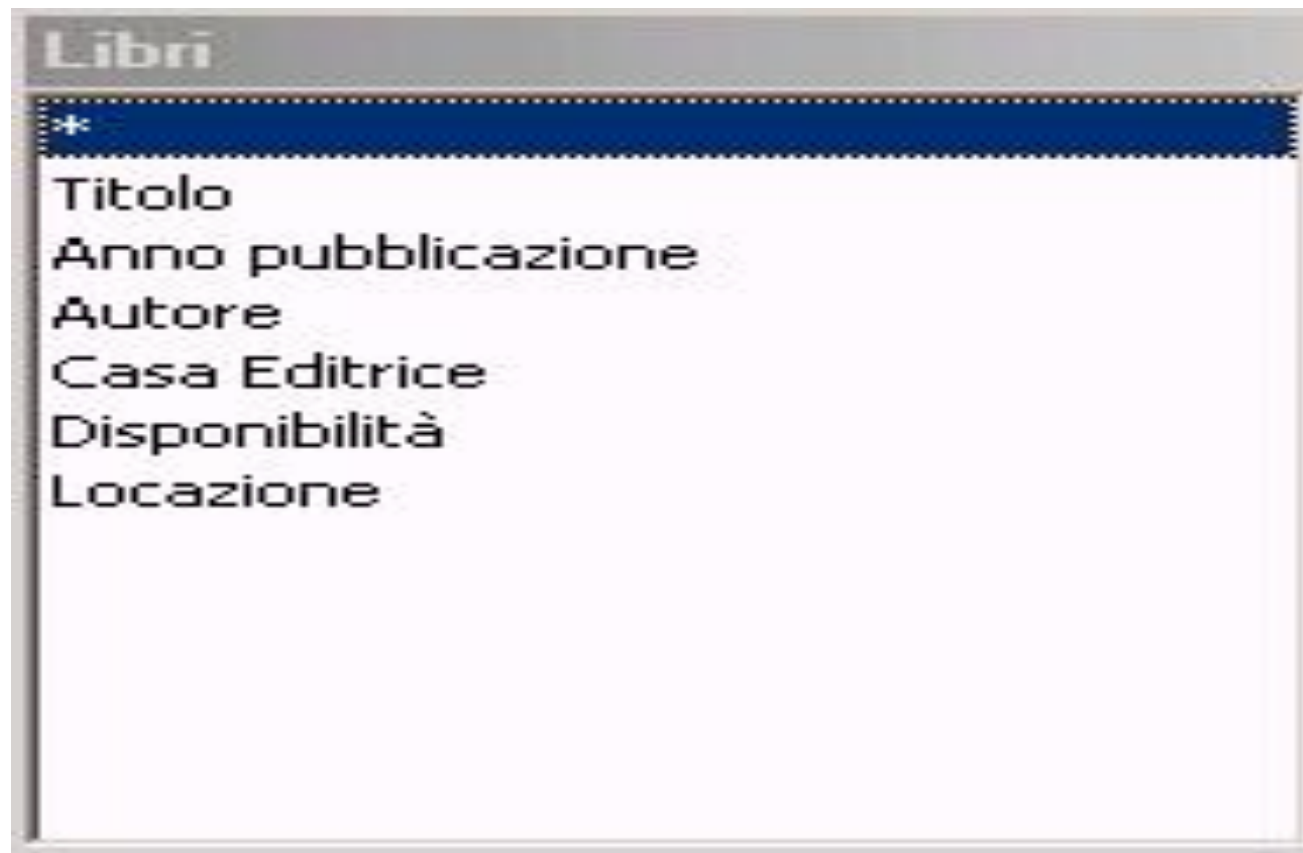 Libri
*
Titolo
Anno pubblicazione
Autore
Casa Editrice
Disponibilità
Locazione